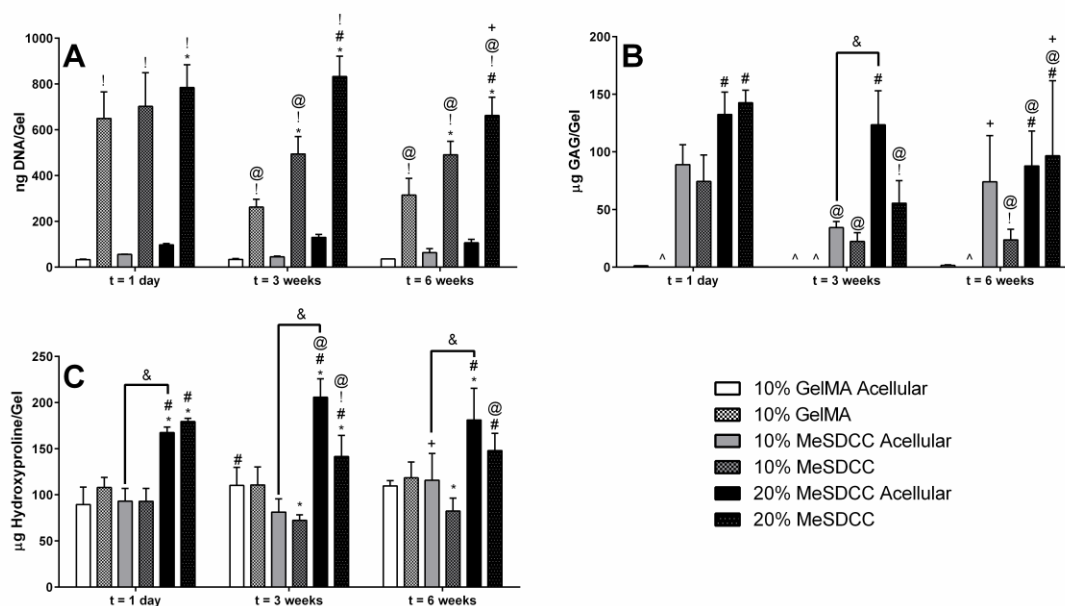 A
ng DNA/Gel
1000
800
600
400
200
0
! ! ! * @ ! @ ! * ! # * @ ! @ ! * + @ ! # *
t = 1 day t = 3 weeks t = 6 weeks
B
µg GAG/Gel
200
150
100
50
0
^ # # ^ ^ @ @ & # @ ! ^ + @ ! @ # + @ #
t = 1 day t = 3 weeks t = 6 weeks
C
µg Hydroxyproline/Gel
250
200
150
100
50
0
& # * # * # * & @ # * @ ! # * + * & # * @ #
t = 1 day t = 3 weeks t = 6 weeks
10% GelMA Acellular
10% GelMA
10% MeSDCC Acellular
10% MeSDCC
20% MeSDCC Acellular
20% MeSDCC